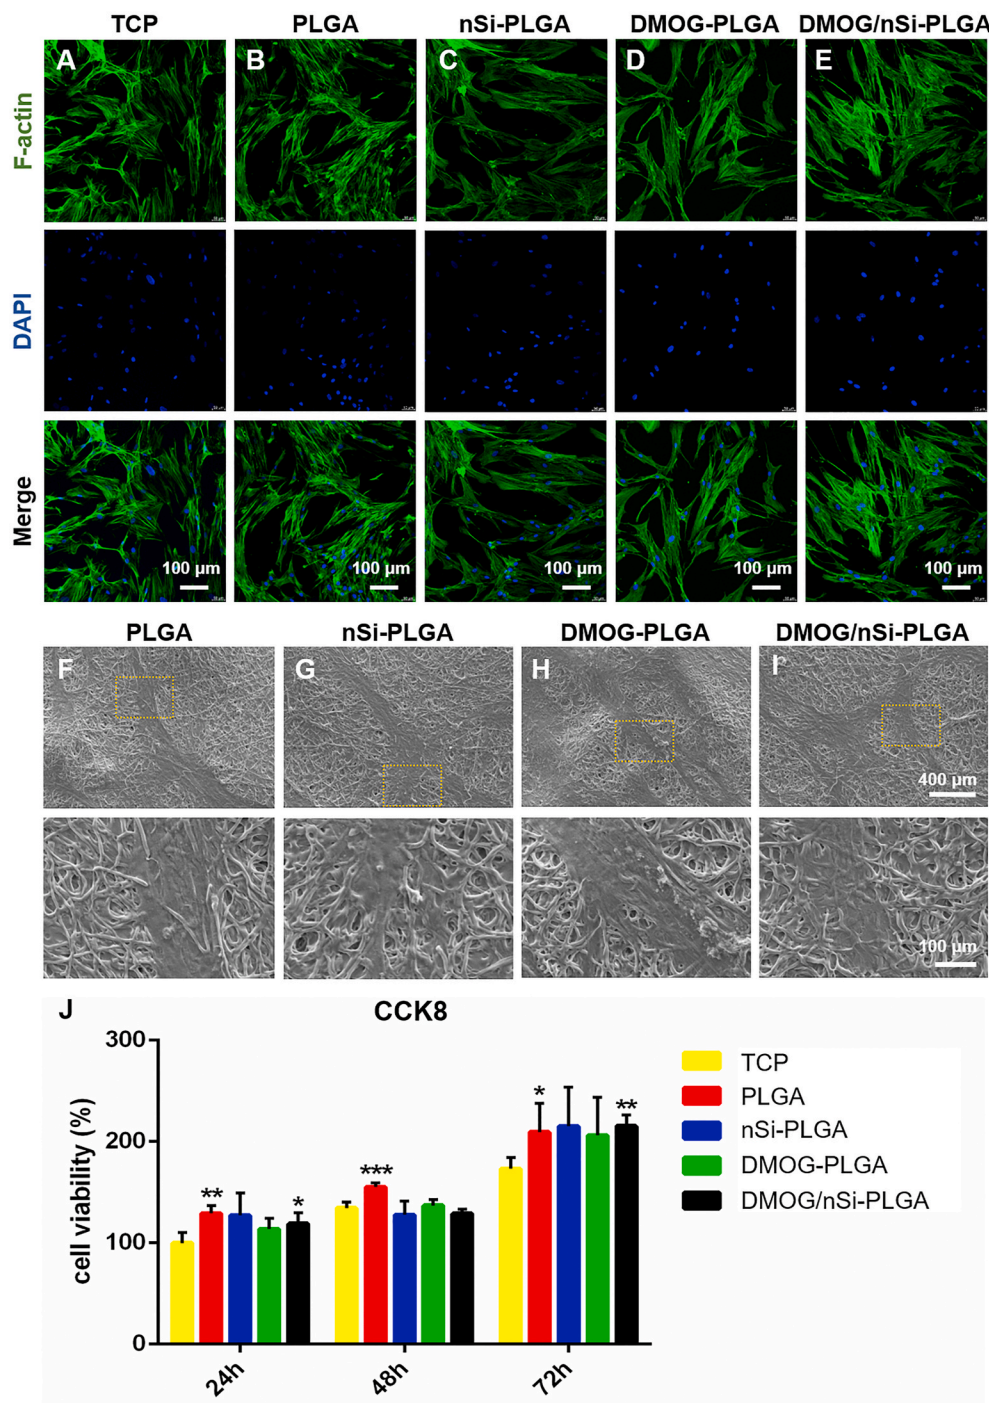 TCP PLGA nSi-PLGA DMOG-PLGA DMOG/nSi-PLGA
F-actin A B C D E
DAPI
Merge
100 µm 100 µm 100 µm 100 µm 100 µm
PLGA nSi-PLGA DMOG-PLGA DMOG/nSi-PLGA
F G H I
400 µm
100 µm
J CCK8
cell viability (%)
300
200
100
0
** * *** * **
24h 48h 72h
TCP
PLGA
nSi-PLGA
DMOG-PLGA
DMOG/nSi-PLGA